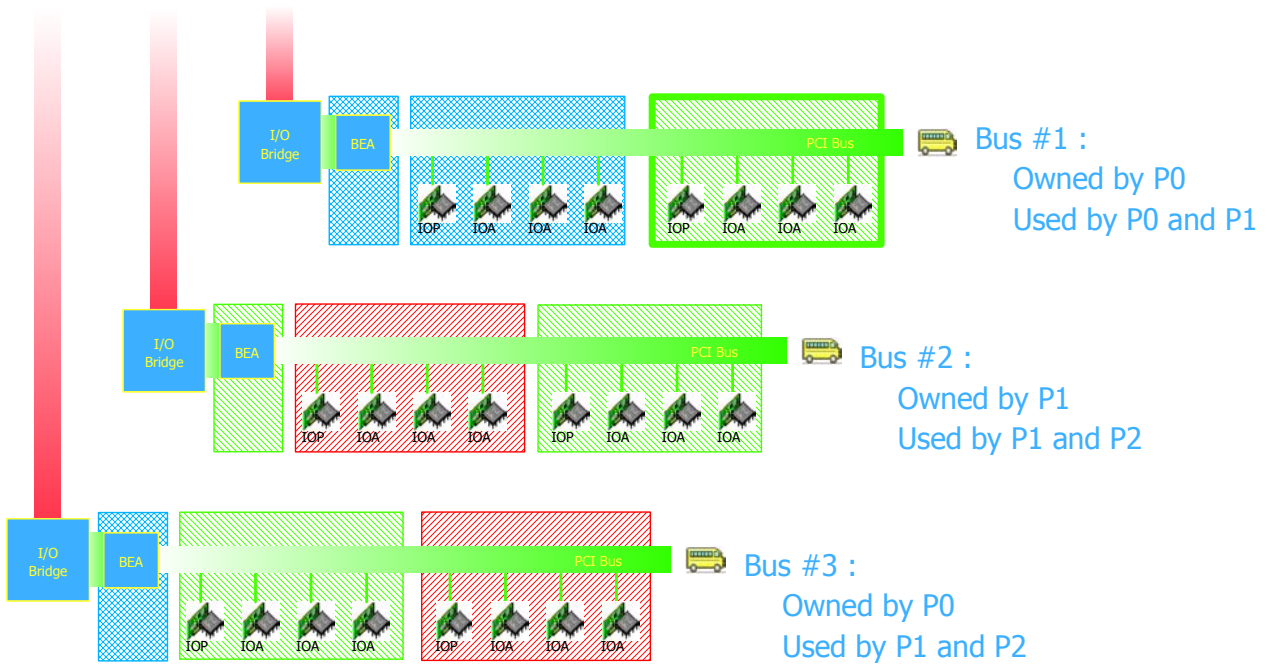 I/O
Bridge
BEA
PCI Bus
IOP
IOA
IOA
IOA
IOP
IOA
IOA
IOA
Bus #1 :
Owned by P0
Used by P0 and P1
I/O
Bridge
BEA
PCI Bus
IOP
IOA
IOA
IOA
IOP
IOA
IOA
IOA
Bus #2 :
Owned by P1
Used by P1 and P2
I/O
Bridge
BEA
PCI Bus
IOP
IOA
IOA
IOA
IOP
IOA
IOA
IOA
Bus #3 :
Owned by P0
Used by P1 and P2